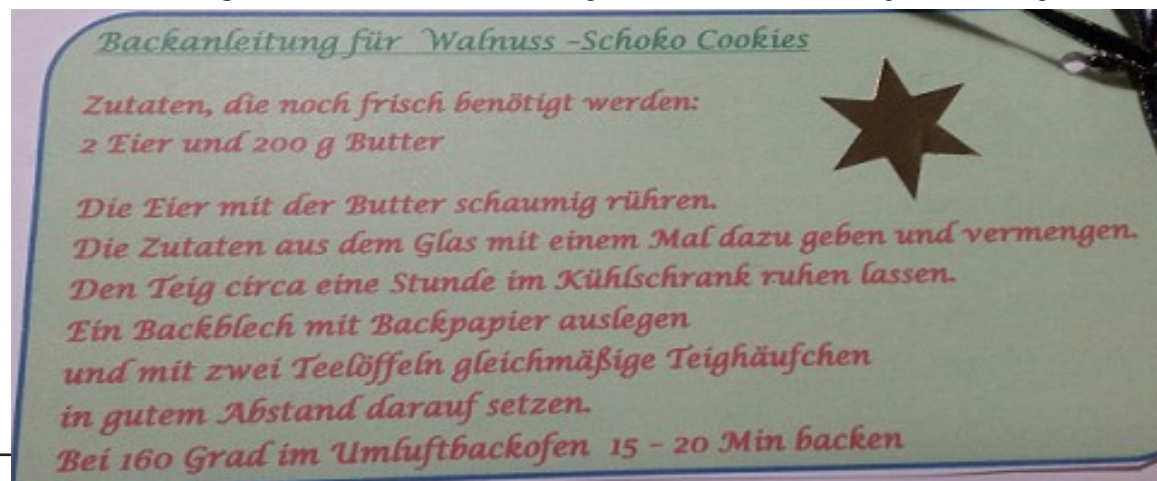 Backanleitung für Walnuss -Schoko Cookies
Zutaten, die noch frisch benötigt werden:
2 Eier und 200 g Butter
Die Eier mit der Butter schaumig rühren.
Die Zutaten aus dem Glas mit einem Mal dazu geben und vermengen.
Den Teig circa eine Stunde im Kühlschrank ruhen lassen.
Ein Backblech mit Backpapier auslegen
und mit zwei Teelöffeln gleichmäßige Teighäufchen
in gutem Abstand darauf setzen.
Bei 160 Grad im Umluftbackofen 15 - 20 Min backen